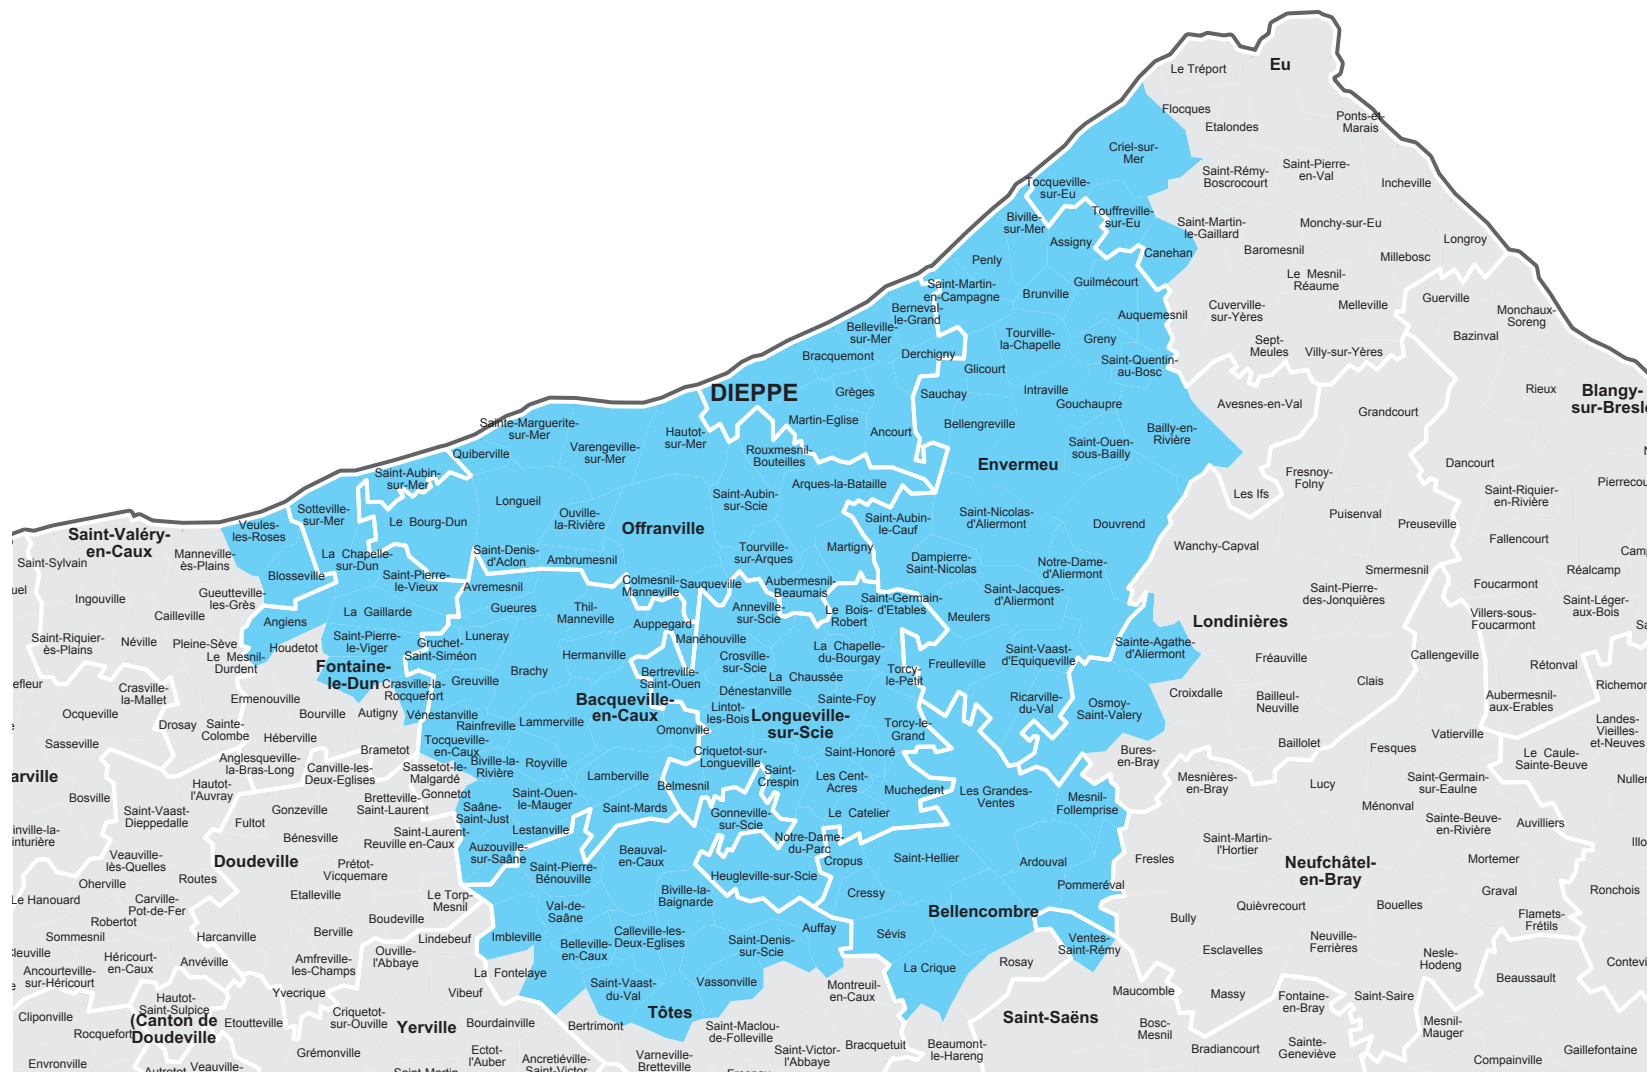 Eu
Le Tréport
Flocques
Etalondes
Ponts-et-
Marais
Criel-sur-
Mer
Saint-Rémy-
Boscrocourt
Saint-Pierre-
en-Val
Incheville
Tocqueville-
sur-Eu
Touffreville-
sur-Eu
Biville-
sur-Mer
Assigny
Saint-Martin-
le-Gaillard
Monchy-sur-Eu
Longroy
Baromesnil
Canehan
Millebosc
Penly
Guilmécourt
Le Mesnil-
Réaume
Saint-Martin-
en-Campagne
Brunville
Berneval-
le-Grand
Auquemesnil
Cuverville-
sur-Yères
Melleville
Guerville
Monchaux-
Soreng
Belleville-
sur-Mer
Tourville-
la-Chapelle
Greny
Bazinval
Bracquemont
Derchigny
Glicourt
Saint-Quentin-
au-Bosc
Sept-
Meules
Villy-sur-Yères
DIEPPE
Grèges
Sauchay
Intraville
Gouchaupre
Avesnes-en-Val
Grandcourt
Rieux
Blangy-
sur-Bresle
Sainte-Marguerite-
sur-Mer
Martin-Eglise
Ancourt
Bellengreville
Bailly-en-
Rivière
Quiberville
Varengeville-
sur-Mer
Hautot-
sur-Mer
Rouxmesnil-
Bouteilles
Envermeu
Saint-Ouen-
sous-Bailly
Dancourt
Saint-Aubin-
sur-Mer
Arques-la-Bataille
Fresnoy-
Folny
Les Ifs
Saint-Riquier-
en-Rivière
Pierrecou
Sotteville-
sur-Mer
Le Bourg-Dun
Longueil
Ouville-
la-Rivière
Saint-Aubin-
sur-Scie
Offranville
Saint-Aubin-
le-Cauf
Saint-Nicolas-
d'Aliermont
Douvrend
Puisenval
Preuseville
Fallencourt
Veules-
les-Roses
Saint-Valéry-
en-Caux
Manneville-
ès-Plains
Saint-Sylvain
La Chapelle-
sur-Dun
Saint-Denis-
d'Aclon
Ambrumesnil
Tourville-
sur-Arques
Martigny
Dampierre-
Saint-Nicolas
Notre-Dame-
d'Aliermont
Wanchy-Capval
Smermesnil
Réalcamp
Foucarmont
Camp
Blosseville
Saint-Pierre-
le-Vieux
Avremesnil
Colmesnil-
Manneville
Sauqueville
Aubermesnil-
Beaumais
Saint-Germain-
d'Etables
Saint-Jacques-
d'Aliermont
Saint-Pierre-
des-Jonquières
Saint-Léger-
aux-Bois
Villers-sous-
Foucarmont
uel
Ingouville
Gueutteville-
les-Grès
Cailleville
La Gaillarde
Gueures
Thil-
Manneville
Auppegard
Anneville-
sur-Scie
Le Bois-
Robert
Meulers
Londinières
Angiens
Saint-Riquier-
ès-Plains
Néville
Pleine-Sève
Houdetot
Saint-Pierre-
le-Viger
Gruchet-
Saint-Siméon
Luneray
Hermanville
Manéhouville
Crosville-
sur-Scie
La Chapelle-
du-Bourgay
Torcy-
le-Petit
Freulleville
Saint-Vaast-
d'Equiqueville
Sainte-Agathe-
d'Aliermont
Fréauville
Callengeville
Rétonval
Le Mesnil-
Durdent
Fontaine-
le-Dun
Crasville-la-
Rocquefort
Greuville
Brachy
Bertreville-
Saint-Ouen
La Chaussée
Dénestanville
Sainte-Foy
Clais
Richemon
efleur
Crasville-
la-Mallet
Ermenouville
Bourville
Autigny
Vénestanville
Rainfreville
Lammerville
Bacqueville-
en-Caux
Lintot-
les-Bois
Longueville-
sur-Scie
Torcy-le-
Grand
Ricarville-
du-Val
Osmoy-
Saint-Valery
Croixdalle
Bailleul-
Neuville
Aubermesnil-
aux-Erables
Ocqueville
Drosay
Sainte-
Colombe
Héberville
Omonville
Landes-
Vieilles-
et-Neuves
Vatierville
Sasseville
Brametot
Tocqueville-
en-Caux
Criquetot-sur-
Longueville
Saint-Honoré
Bures-
en-Bray
Baillolet
Fesques
Le Caule-
Sainte-Beuve
arville
Anglesqueville-
la-Bras-Long
Canville-les-
Deux-Eglises
Sassetot-le-
Malgardé
Biville-la-
Rivière
Royville
Lamberville
Belmesnil
Saint-
Crespin
Les Cent-
Acres
Muchedent
Les Grandes-
Ventes
Mesnil-
Follemprise
Mesnières-
en-Bray
Lucy
Saint-Germain-
sur-Eaulne
Nuller
Bosville
Hautot-
l'Auvray
Gonnetot
Saint-Vaast-
Dieppedalle
Gonzeville
Bretteville-
Saint-Laurent
Saâne-
Saint-Just
Saint-Ouen-
le-Mauger
Saint-Mards
Gonneville-
sur-Scie
Le Catelier
Ménonval
Sainte-Beuve-
en-Rivière
Auvilliers
inville-la-
inturière
Fultot
Bénesville
Saint-Laurent-
Reuville en-Caux
Lestanville
Notre-Dame-
du-Parc
Saint-Martin-
l'Hortier
Illo
Veauville-
lès-Quelles
Doudeville
Prétot-
Vicquemare
Auzouville-
sur-Saâne
Saint-Pierre-
Bénouville
Beauval-
en-Caux
Heugleville-sur-Scie
Cropus
Saint-Hellier
Ardouval
Fresles
Neufchâtel-
en-Bray
Mortemer
Oherville
Routes
Etalleville
Le Torp-
Mesnil
Biville-la-
Baignarde
Cressy
Pommeréval
Graval
Ronchois
Le Hanouard
Carville-
Pot-de-Fer
Robertot
Boudeville
Val-de-
Saâne
Bellencombre
Bully
Quièvrecourt
Bouelles
Flamets-
Frétils
Sommesnil
Harcanville
Berville
Lindebeuf
Imbleville
Calleville-les-
Deux-Eglises
Auffay
Sévis
Ventes-
Saint-Rémy
Neuville-
Ferrières
Esclavelles
Cleuville
Héricourt-
en-Caux
Anvéville
Amfreville-
les-Champs
Ouville-
l'Abbaye
Belleville-
en-Caux
Saint-Denis-
sur-Scie
La Crique
Rosay
Nesle-
Hodeng
Contevi
Ancourteville-
sur-Héricourt
La Fontelaye
Saint-Vaast-
du-Val
Vassonville
Montreuil-
en-Caux
Maucomble
Massy
Fontaine-
en-Bray
Saint-Saire
Beaussault
Hautot-
Saint-Sulpice
Yvecrique
Vibeuf
Tôtes
Saint-Saëns
Cliponville
(Canton de
Doudeville
Rocquefort
Etoutteville
Criquetot-
sur-Ouville
Yerville
Bourdainville
Bertrimont
Saint-Maclou-
de-Folleville
Bosc-
Mesnil
Mesnil-
Mauger
Envronville
Grémonville
Ectot-
l'Auber
Ancretiéville-
Saint-Victor
Varneville-
Bretteville
Saint-Victor-
l'Abbaye
Bracquetuit
Beaumont-
le-Hareng
Bradiancourt
Sainte-
Geneviève
Compainville
Gaillefontaine
Autretot
Veauville-
Saint-Martin-